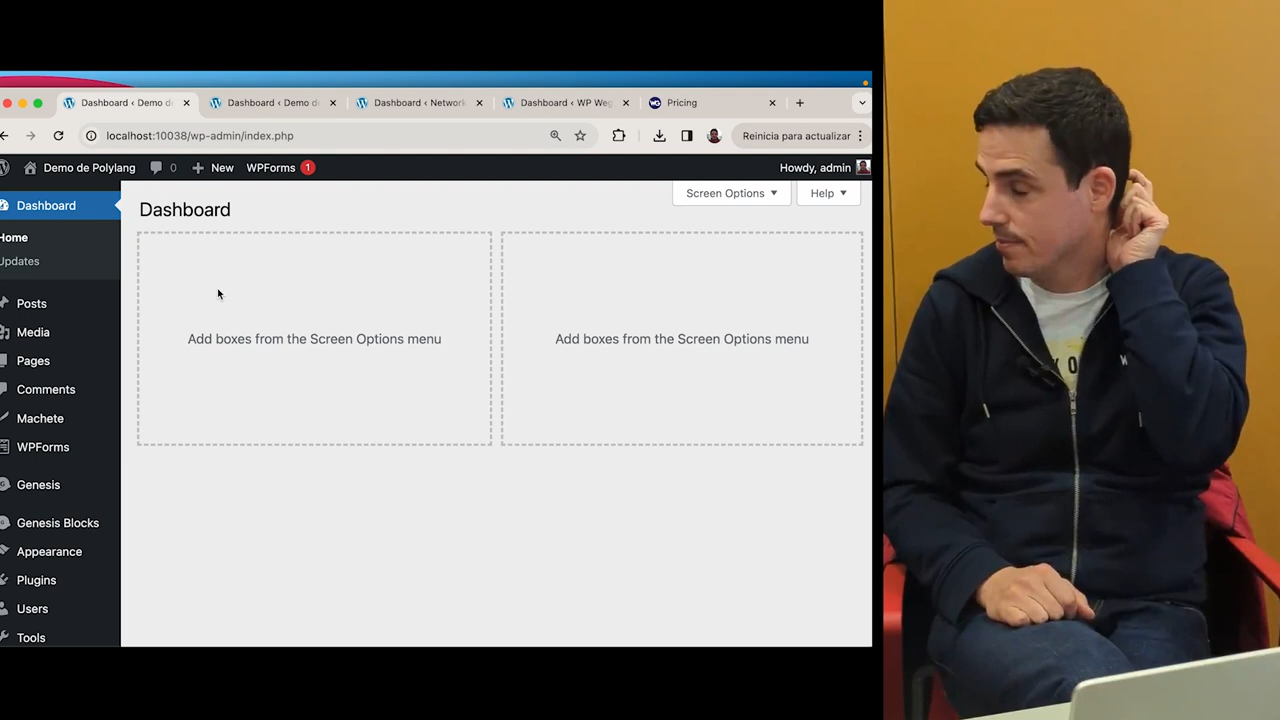 Dashboard ‹ Demo d
Dashboard ‹ Demo d
Dashboard ‹ Network
Dashboard ‹ WP Weg
Pricing
localhost:10038/wp-admin/index.php
Reinicia para actualizar
Demo de Polylang
0
New
WPForms 1
Howdy, admin
Screen Options
Help
Dashboard
Dashboard
Home
Updates
Posts
Media
Pages
Comments
Machete
WPForms
Genesis
Genesis Blocks
Appearance
Plugins
Users
Tools
Add boxes from the Screen Options menu
Add boxes from the Screen Options menu